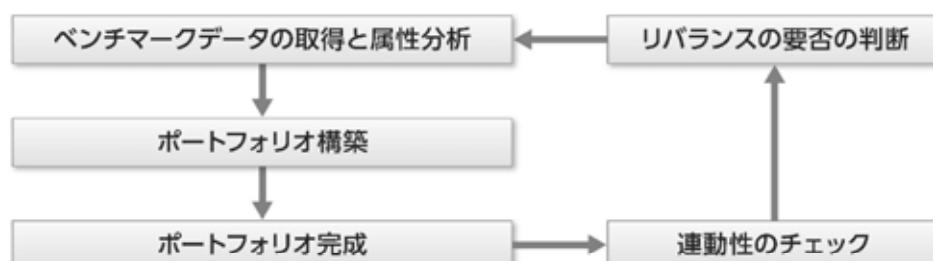 ベンチマークデータの取得と属性分析
リバランスの要否の判断
ポートフォリオ構築
ポートフォリオ完成
連動性のチェック